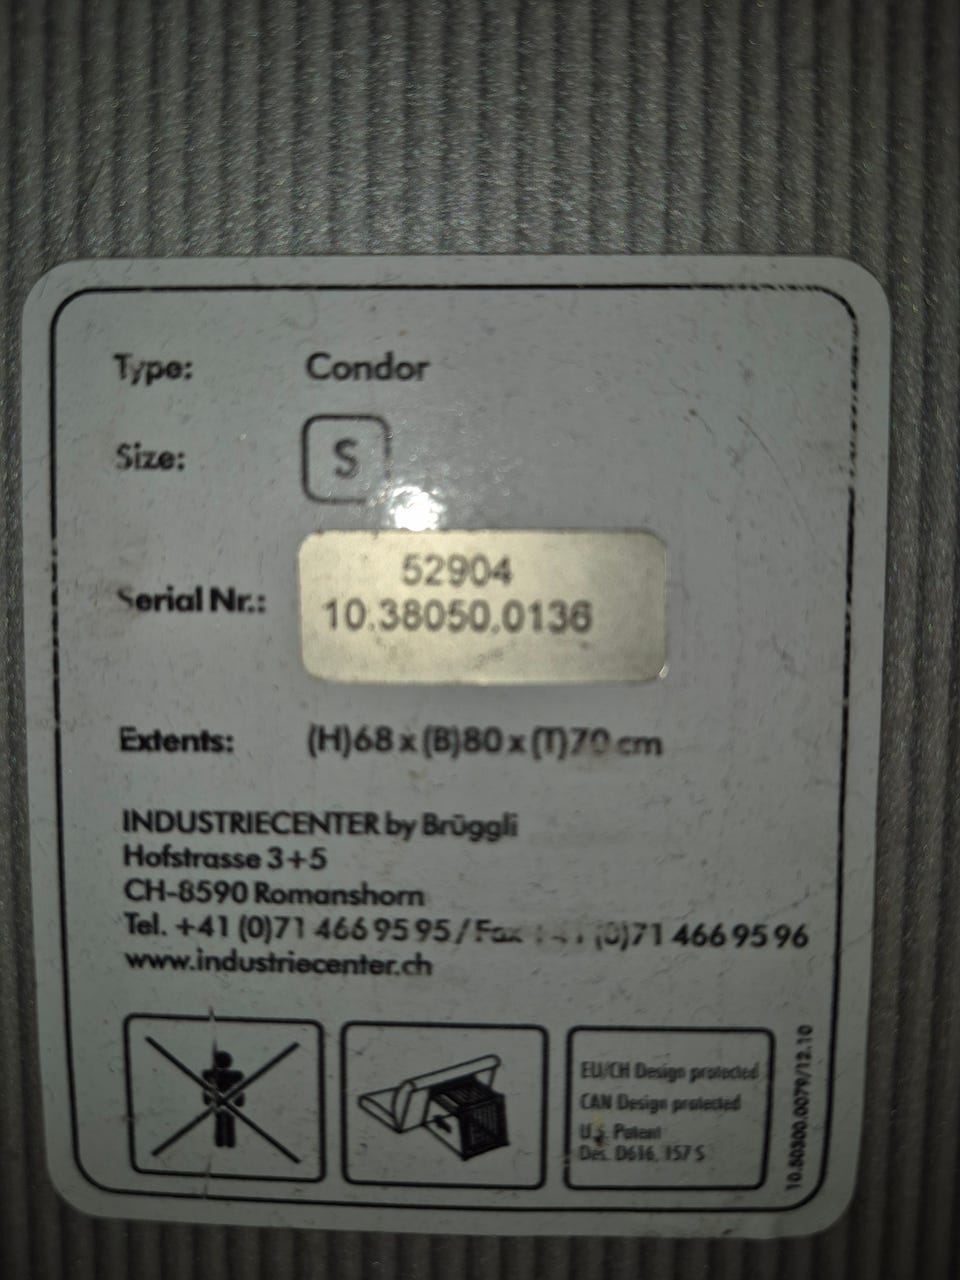 Type: Condor
Size: S
Serial Nr.: 52904
10.38050.0136
Extents: (H)68 x (B)80 x (T)70 cm
INDUSTRIECENTER by Brüggli
Hofstrasse 3+5
CH-8590 Romanshorn
Tel. +41 (0)71 466 95 95 / Fax +41 (0)71 466 95 96
www.industriecenter.ch
EU/CH Design protected
CAN Design protected
U.S. Patent
Des. D616, 157 S
10.80800.0079/12.10